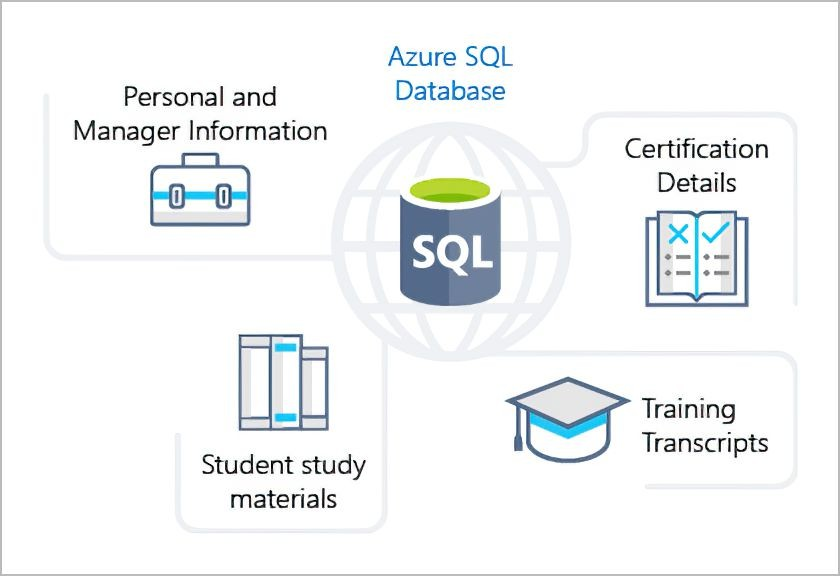 Azure SQL
Database
Personal and
Manager Information
Certification
Details
SQL
Student study
materials
Training
Transcripts